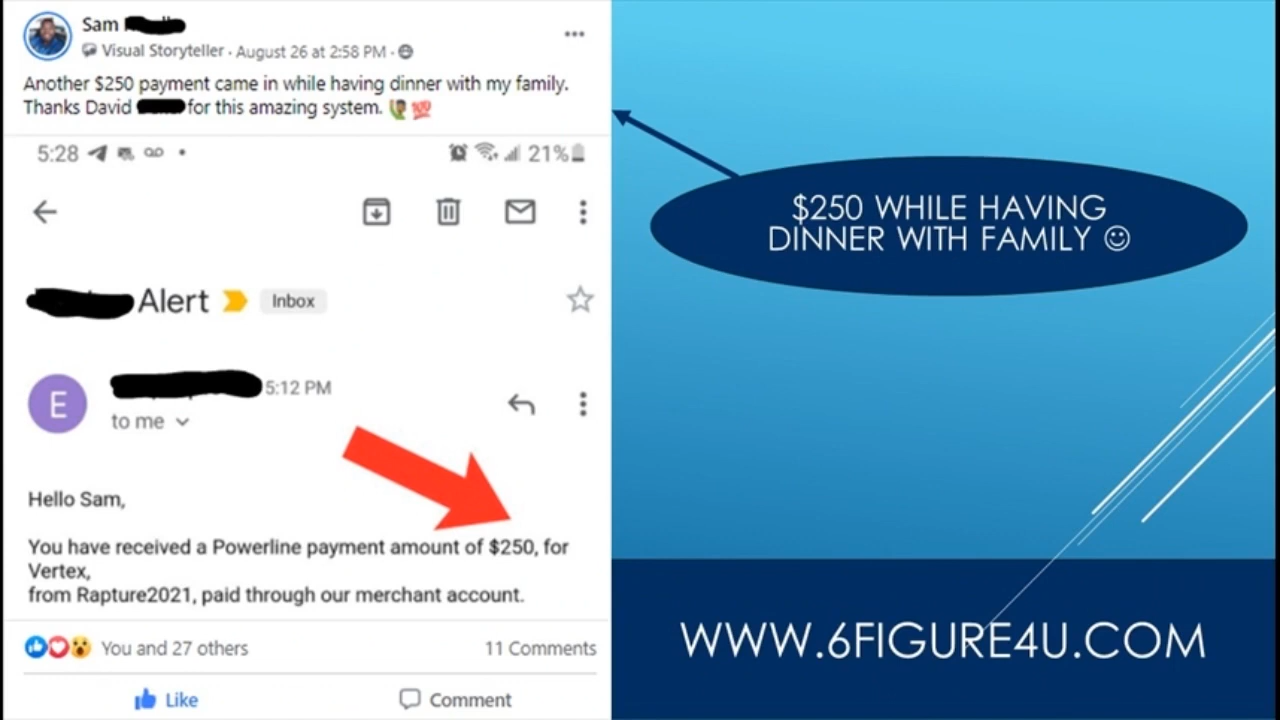 Sam
Visual Storyteller · August 26 at 2:58 PM ·
Another $250 payment came in while having dinner with my family.
Thanks David for this amazing system. 🙋🏾‍♂️💯
5:28 21%
Alert Inbox
E
5:12 PM
to me
Hello Sam,
You have received a Powerline payment amount of $250, for
Vertex,
from Rapture2021, paid through our merchant account.
You and 27 others 11 Comments
Like Comment
$250 WHILE HAVING
DINNER WITH FAMILY ☺
WWW.6FIGURE4U.COM